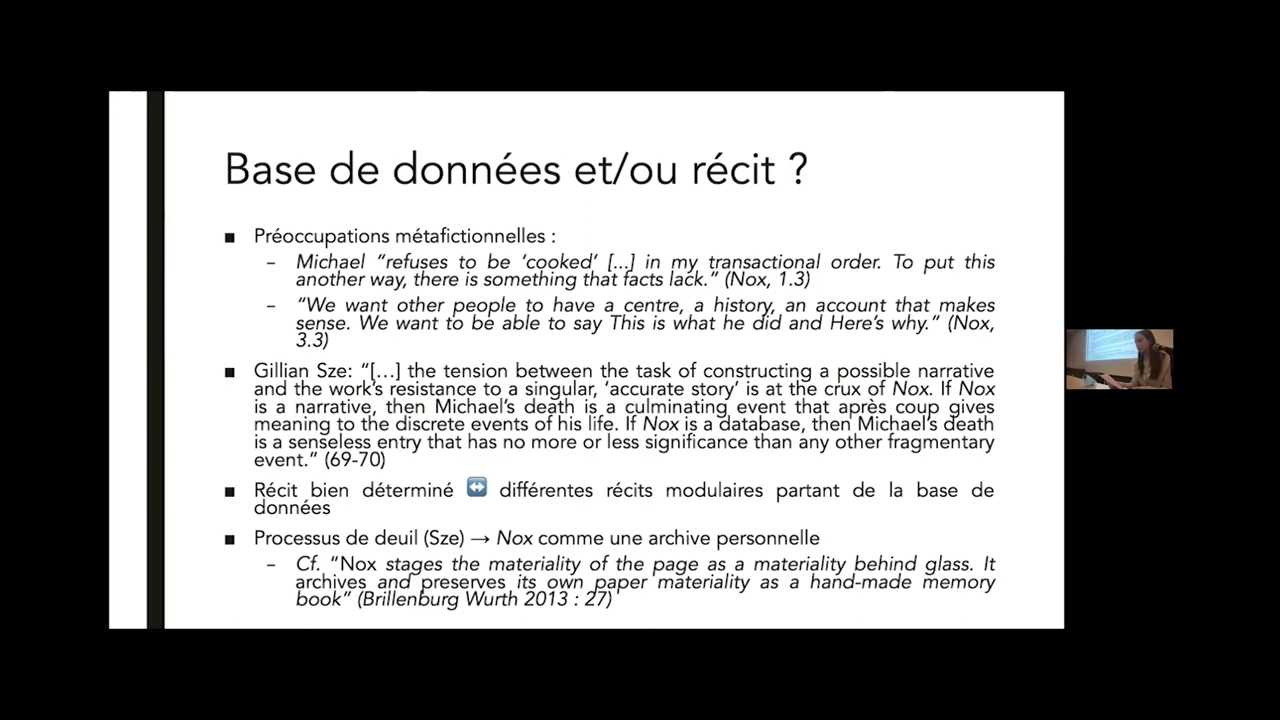 Base de données et/ou récit ?
■ Préoccupations métafictionnelles :
– Michael “refuses to be ‘cooked’ [...] in my transactional order. To put this
another way, there is something that facts lack.” (Nox, 1.3)
– “We want other people to have a centre, a history, an account that makes
sense. We want to be able to say This is what he did and Here’s why.” (Nox,
3.3)
■ Gillian Sze: “[…] the tension between the task of constructing a possible narrative
and the work’s resistance to a singular, ‘accurate story’ is at the crux of Nox. If Nox
is a narrative, then Michael’s death is a culminating event that après coup gives
meaning to the discrete events of his life. If Nox is a database, then Michael’s death
is a senseless entry that has no more or less significance than any other fragmentary
event.” (69-70)
■ Récit bien déterminé ↔️ différentes récits modulaires partant de la base de
données
■ Processus de deuil (Sze) → Nox comme une archive personnelle
– Cf. “Nox stages the materiality of the page as a materiality behind glass. It
archives and preserves its own paper materiality as a hand-made memory
book” (Brillenburg Wurth 2013 : 27)